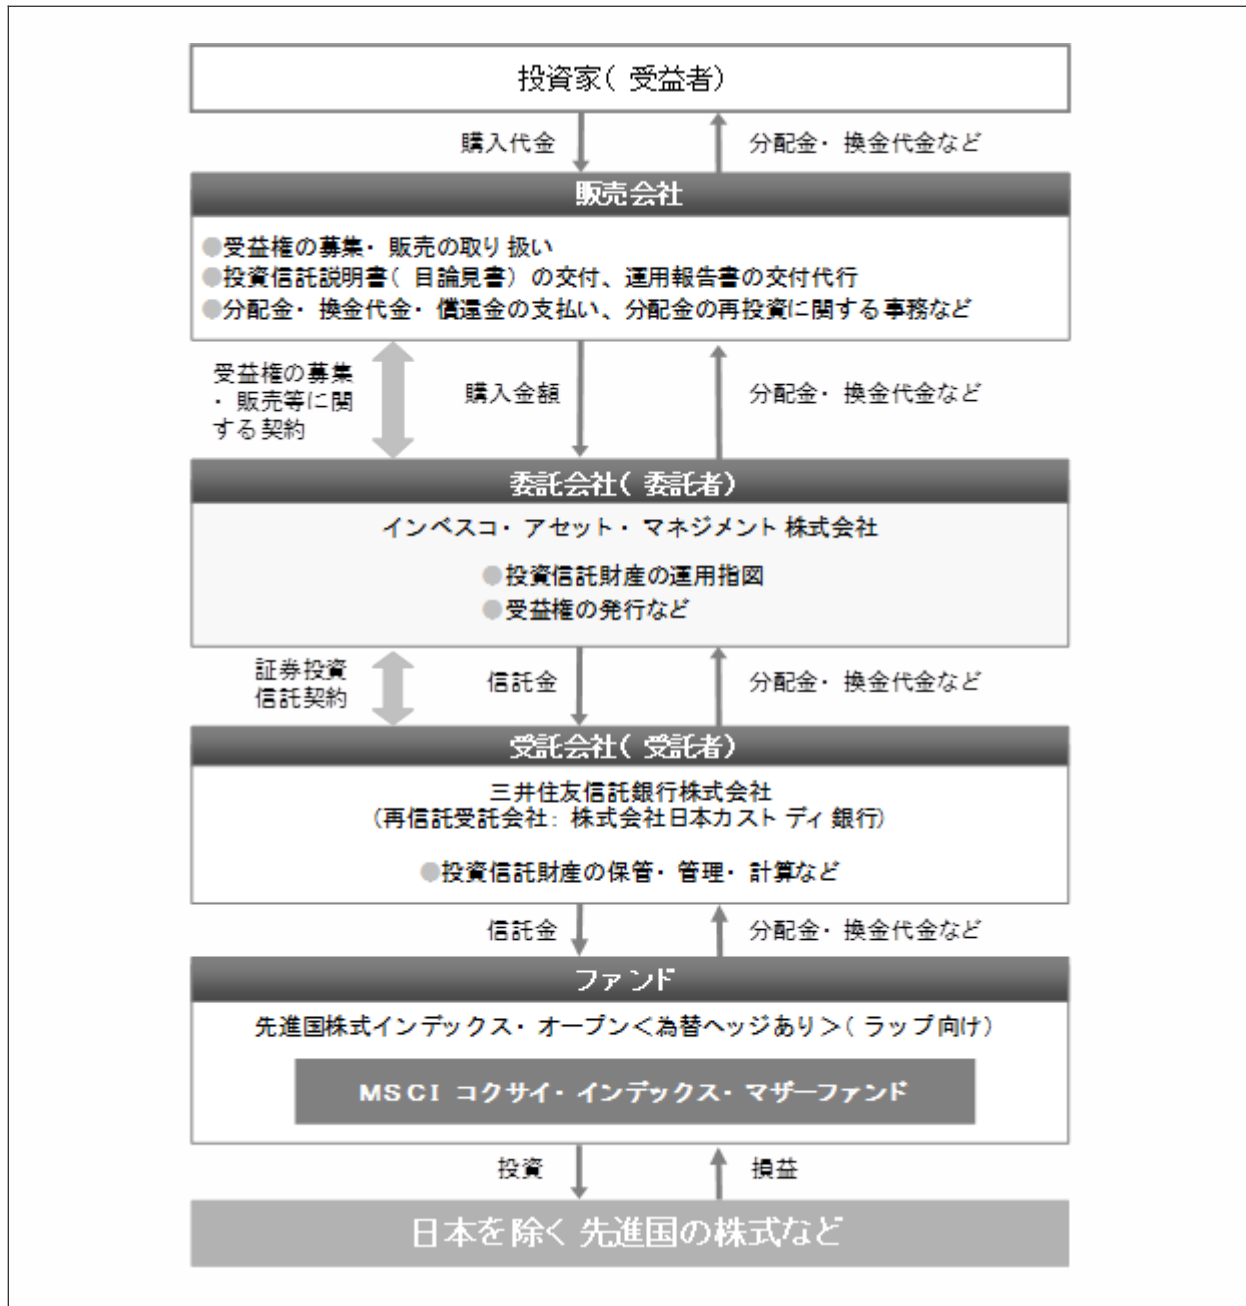 投資家(受益者)
購入代金
分配金・換金代金など
販売会社
●受益権の募集・販売の取り扱い
●投資信託説明書(目論見書)の交付、運用報告書の交付代行
●分配金・換金代金・償還金の支払い、分配金の再投資に関する事務など
受益権の募集
・販売等に関
する契約
購入金額
分配金・換金代金など
委託会社(委託者)
インベスコ・アセット・マネジメント株式会社
●投資信託財産の運用指図
●受益権の発行など
証券投資
信託契約
信託金
分配金・換金代金など
受託会社(受託者)
三井住友信託銀行株式会社
(再信託受託会社:株式会社日本カストディ銀行)
●投資信託財産の保管・管理・計算など
信託金
分配金・換金代金など
ファンド
先進国株式インデックス・オープン<為替ヘッジあり>(ラップ向け)
MSCI コクサイ・インデックス・マザーファンド
投資
損益
日本を除く先進国の株式など